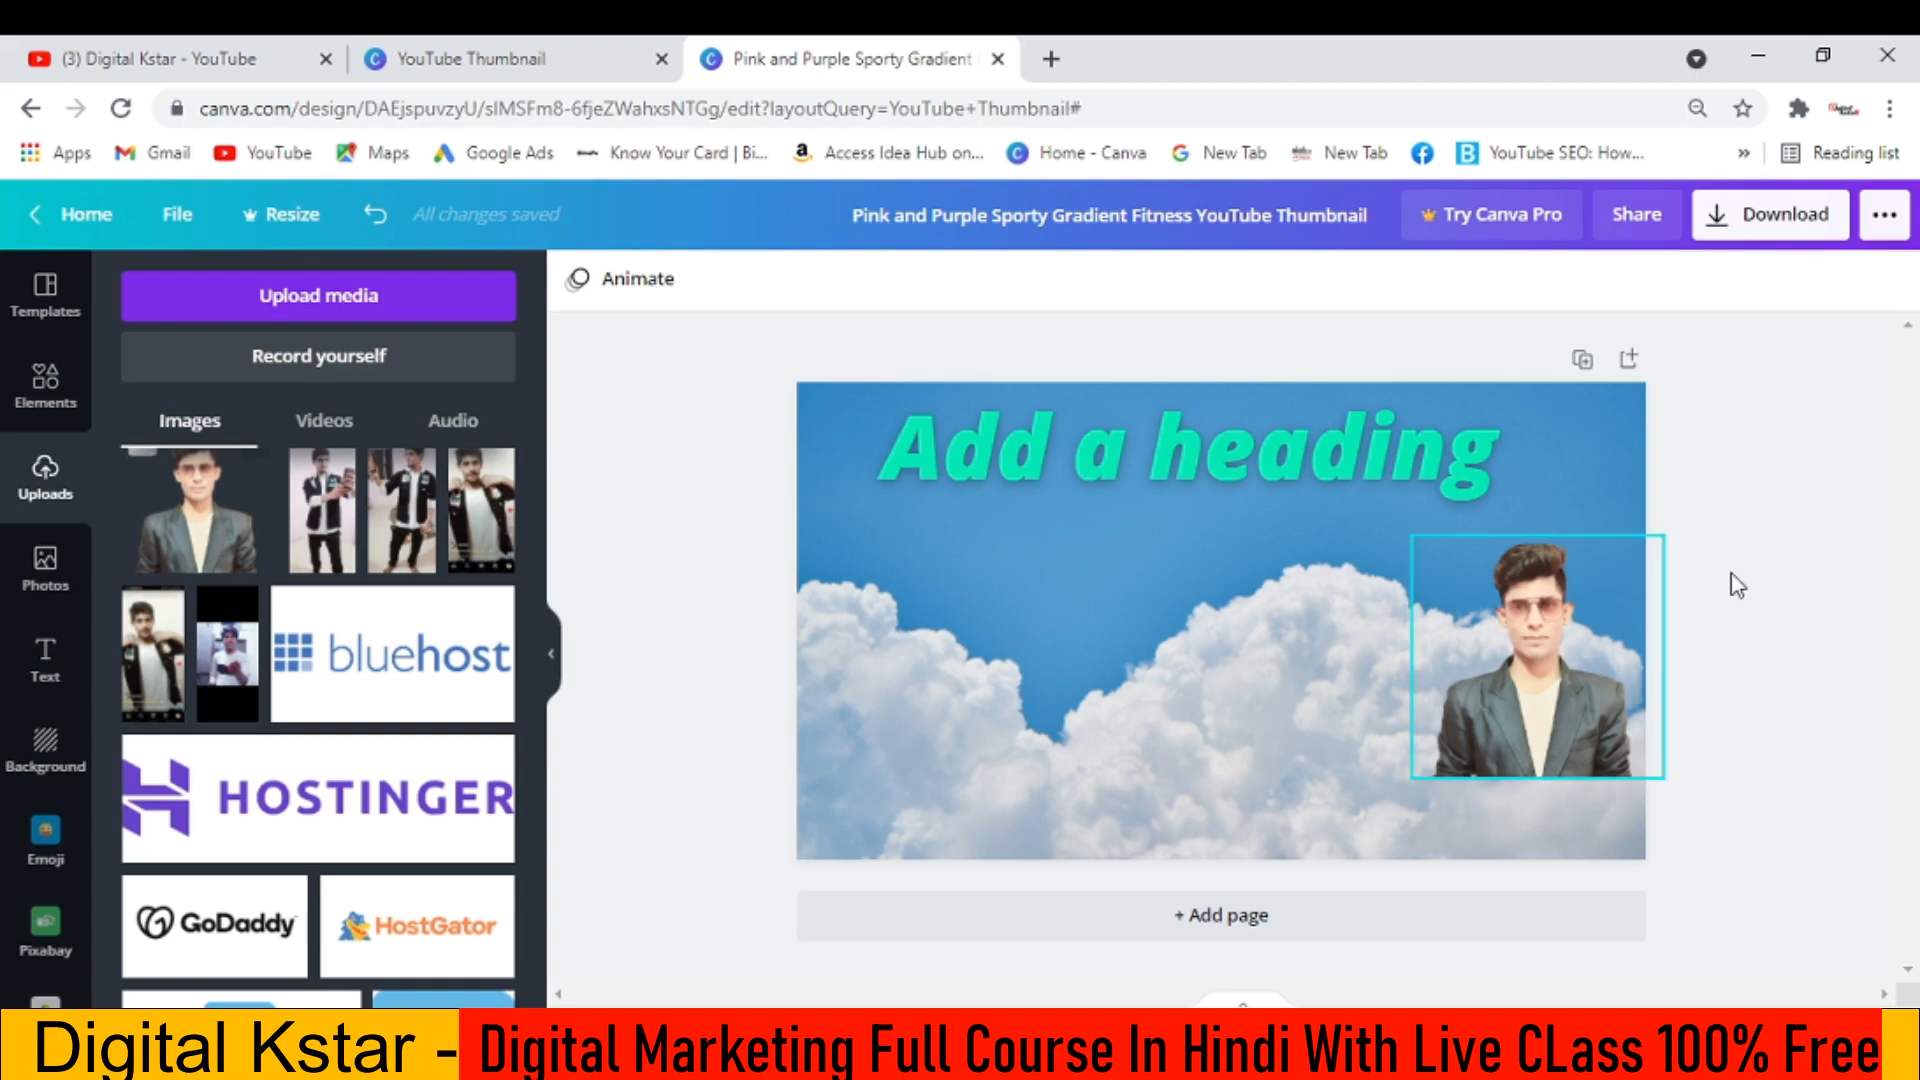 (3) Digital Kstar - YouTube
YouTube Thumbnail
Pink and Purple Sporty Gradient
canva.com/design/DAEjspuvzyU/sIMSFm8-6fjeZWahxsNTGg/edit?layoutQuery=YouTube+Thumbnail#
Apps
Gmail
YouTube
Maps
Google Ads
Know Your Card | Bi...
Access Idea Hub on...
Home - Canva
New Tab
New Tab
YouTube SEO: How...
»
Reading list
Home
File
Resize
All changes saved
Pink and Purple Sporty Gradient Fitness YouTube Thumbnail
Try Canva Pro
Share
Download
Templates
Elements
Uploads
Photos
Text
Background
Emoji
Pixabay
Upload media
Record yourself
Images
Videos
Audio
bluehost
HOSTINGER
GoDaddy
HostGator
Animate
Add a heading
+ Add page
Digital Kstar - Digital Marketing Full Course In Hindi With Live CLass 100% Free